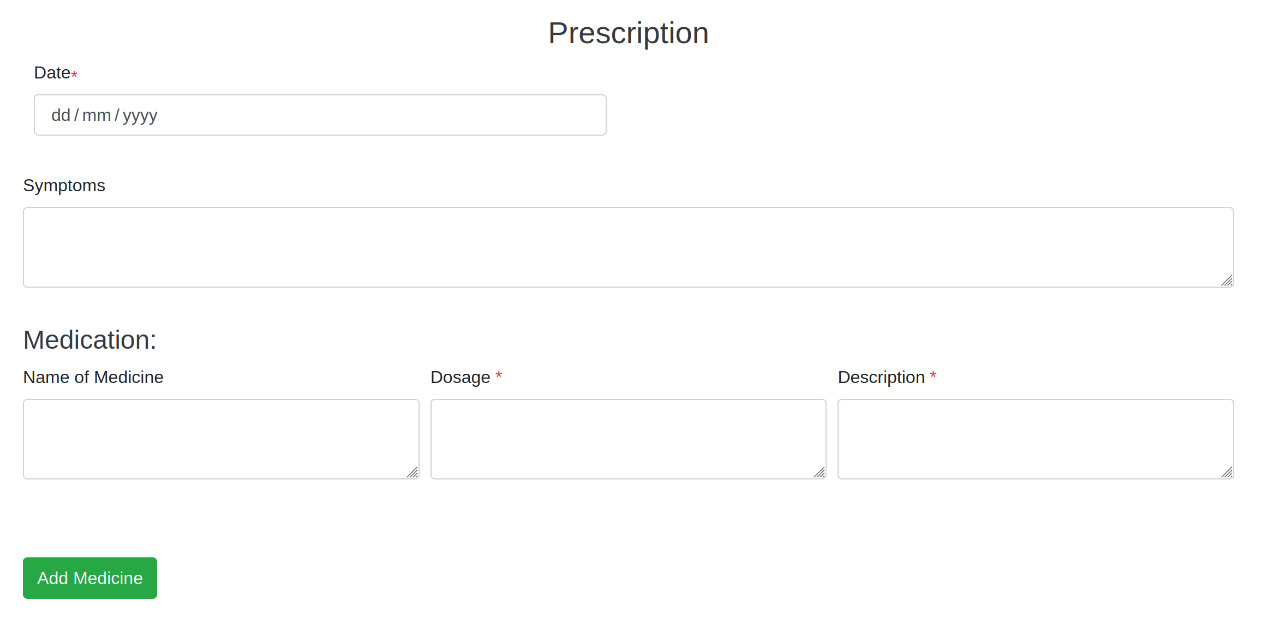 Prescription
Date*
dd/mm/yyyy
Symptoms
Medication:
Name of Medicine Dosage * Description *
Add Medicine